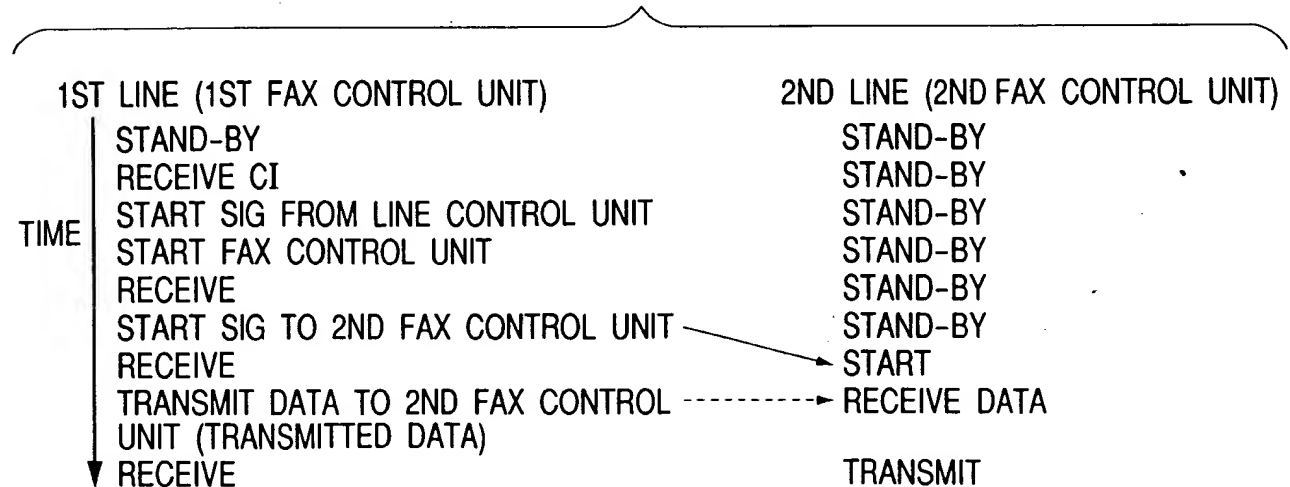 1ST LINE (1ST FAX CONTROL UNIT) 2ND LINE (2ND FAX CONTROL UNIT)
STAND-BY STAND-BY
RECEIVE CI STAND-BY
START SIG FROM LINE CONTROL UNIT STAND-BY
TIME
START FAX CONTROL UNIT STAND-BY
RECEIVE STAND-BY
START SIG TO 2ND FAX CONTROL UNIT STAND-BY
RECEIVE START
TRANSMIT DATA TO 2ND FAX CONTROL RECEIVE DATA
UNIT (TRANSMITTED DATA)
RECEIVE TRANSMIT